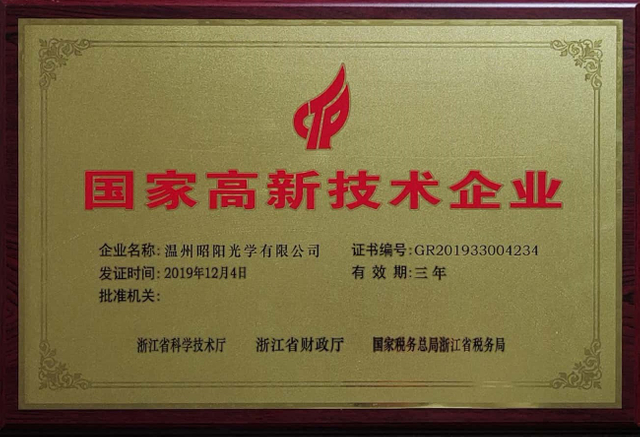 国家高新技术企业
企业名称:温州昭阳光学有限公司 证书编号:GR201933004234
发证时间:2019年12月4日 有效期:三年
批准机关:
浙江省科学技术厅 浙江省财政厅 国家税务总局浙江省税务局